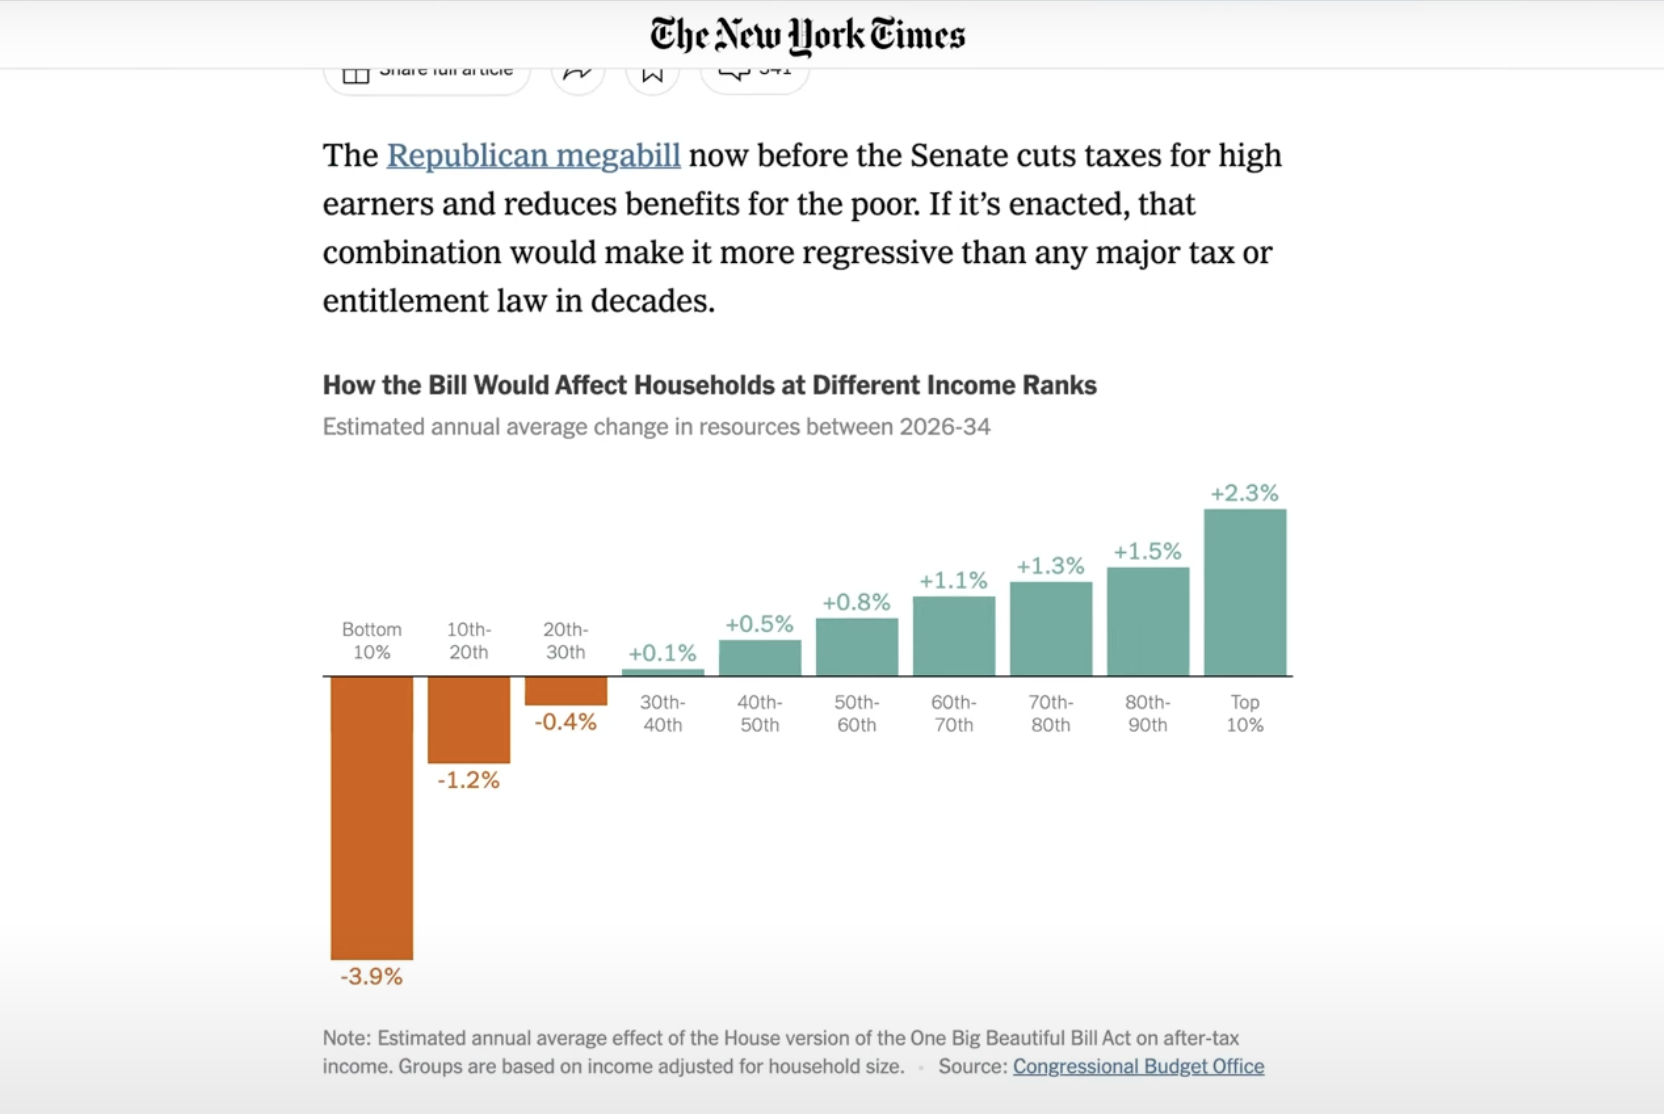 The New York Times
Share full article
341
The Republican megabill now before the Senate cuts taxes for high
earners and reduces benefits for the poor. If it’s enacted, that
combination would make it more regressive than any major tax or
entitlement law in decades.
How the Bill Would Affect Households at Different Income Ranks
Estimated annual average change in resources between 2026-34
+2.3%
+1.5%
+1.3%
+1.1%
+0.8%
+0.5%
+0.1%
Bottom
10%
10th-
20th
20th-
30th
30th-
40th
40th-
50th
50th-
60th
60th-
70th
70th-
80th
80th-
90th
Top
10%
-0.4%
-1.2%
-3.9%
Note: Estimated annual average effect of the House version of the One Big Beautiful Bill Act on after-tax
income. Groups are based on income adjusted for household size. • Source: Congressional Budget Office